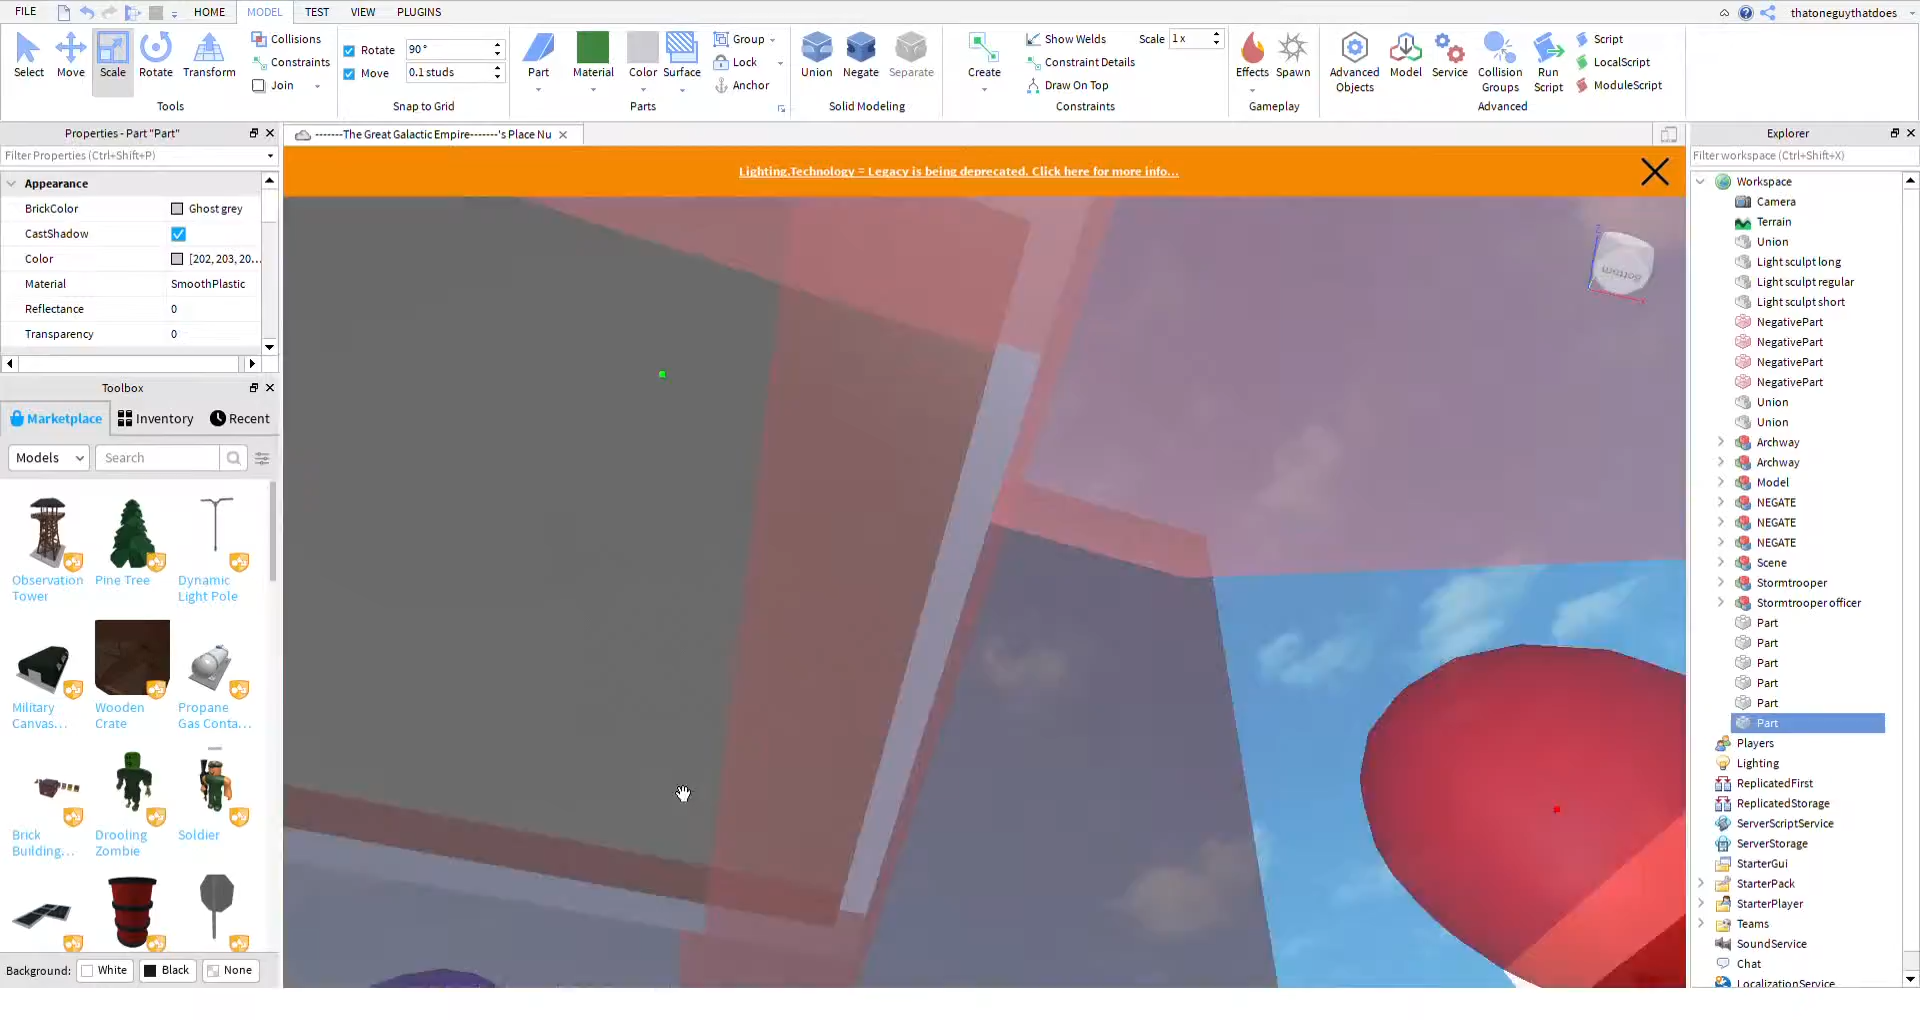 FILE HOME MODEL TEST VIEW PLUGINS thatoneguythatdoes
Select Move Scale Rotate Transform
Collisions
Constraints
Join
Tools
Rotate 90°
Move 0.1 studs
Snap to Grid
Part Material Color Surface
Group
Lock
Anchor
Parts
Union Negate Separate
Solid Modeling
Create
Show Welds Scale 1 x
Constraint Details
Draw On Top
Constraints
Effects Spawn
Gameplay
Advanced Objects Model Service Collision Groups Run Script
Script
LocalScript
ModuleScript
Advanced
Properties - Part "Part"
Filter Properties (Ctrl+Shift+P)
Appearance
BrickColor Ghost grey
CastShadow
Color [202, 203, 20...
Material SmoothPlastic
Reflectance 0
Transparency 0
Toolbox
Marketplace Inventory Recent
Models Search
Observation Tower
Pine Tree
Dynamic Light Pole
Military Canvas...
Wooden Crate
Propane Gas Conta...
Brick Building...
Drooling Zombie
Soldier
Background: White Black None
-------The Great Galactic Empire-------'s Place Nu
Lighting.Technology = Legacy is being deprecated. Click here for more info...
Bottom
Explorer
Filter workspace (Ctrl+Shift+X)
Workspace
Camera
Terrain
Union
Light sculpt long
Light sculpt regular
Light sculpt short
NegativePart
NegativePart
NegativePart
NegativePart
Union
Union
Archway
Archway
Model
NEGATE
NEGATE
NEGATE
Scene
Stormtrooper
Stormtrooper officer
Part
Part
Part
Part
Part
Part
Players
Lighting
ReplicatedFirst
ReplicatedStorage
ServerScriptService
ServerStorage
StarterGui
StarterPack
StarterPlayer
Teams
SoundService
Chat
LocalizationService